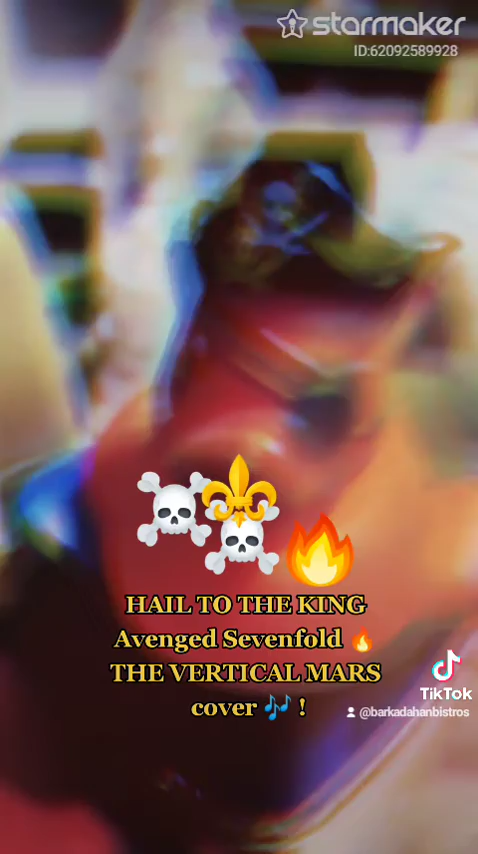 starmaker
ID:62092589928
HAIL TO THE KING
Avenged Sevenfold 🔥
THE VERTICAL MARS
cover 🎶 !
TikTok
@barkadahanbistros